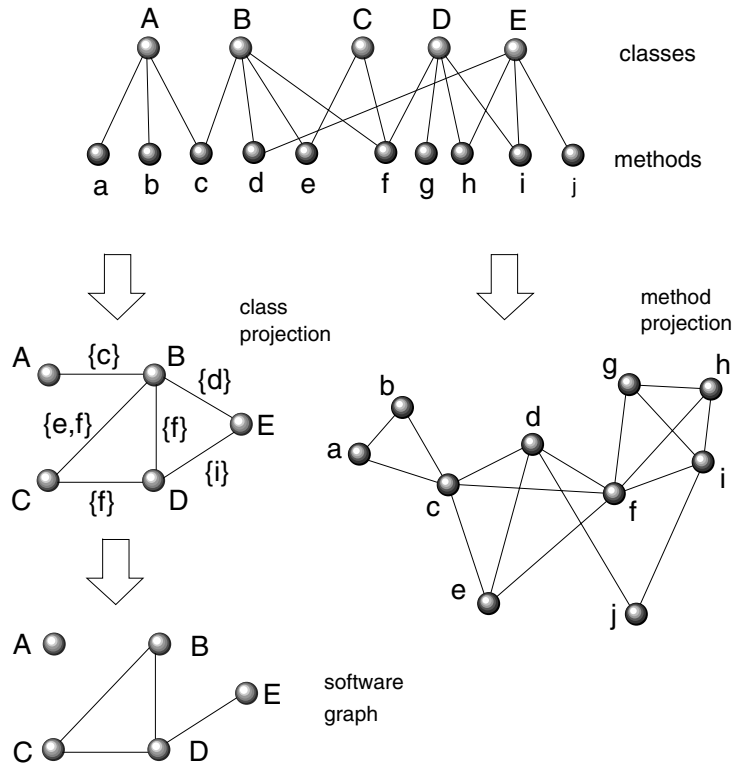 A B C D E
classes
methods
a b c d e f g h i j
class
projection
method
projection
A {c} B
{d}
{e,f} {f} E
{i}
C {f} D
g h
b
d
a
i
c f
e
j
A B
E
software
graph
C D